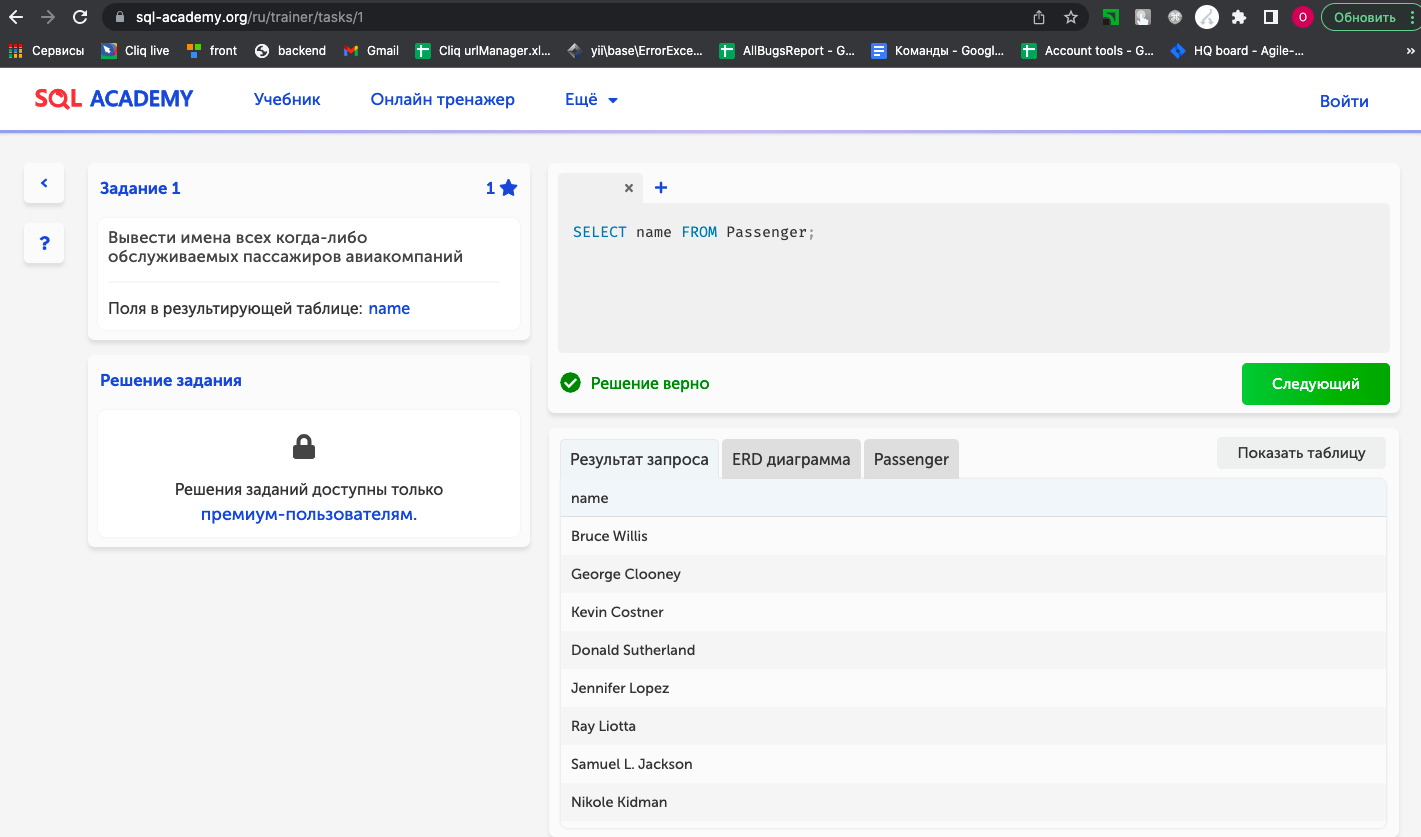 sql-academy.org/ru/trainer/tasks/1
О
Обновить
Сервисы
Cliq live
front
backend
Gmail
Cliq urlManager.xl...
yii\base\ErrorExce...
AllBugsReport - G...
Команды - Googl...
Account tools - G...
HQ board - Agile-...
»
SQL ACADEMY
Учебник
Онлайн тренажер
Ещё
Войти
Задание 1
1
Вывести имена всех когда-либо
обслуживаемых пассажиров авиакомпаний
Поля в результирующей таблице: name
?
Решение задания
Решения заданий доступны только
премиум-пользователям.
SELECT name FROM Passenger;
Решение верно
Следующий
Результат запроса
ERD диаграмма
Passenger
Показать таблицу
name
Bruce Willis
George Clooney
Kevin Costner
Donald Sutherland
Jennifer Lopez
Ray Liotta
Samuel L. Jackson
Nikole Kidman